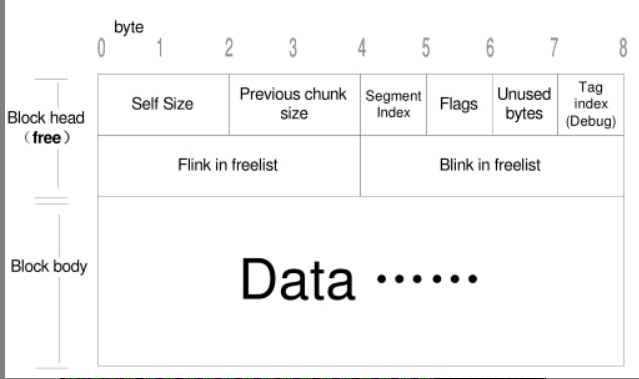 byte
0 1 2 3 4 5 6 7 8
Block head
（free）
Self Size
Previous chunk
size
Segment
Index
Flags
Unused
bytes
Tag
index
(Debug)
Flink in freelist
Blink in freelist
Block body
Data ······